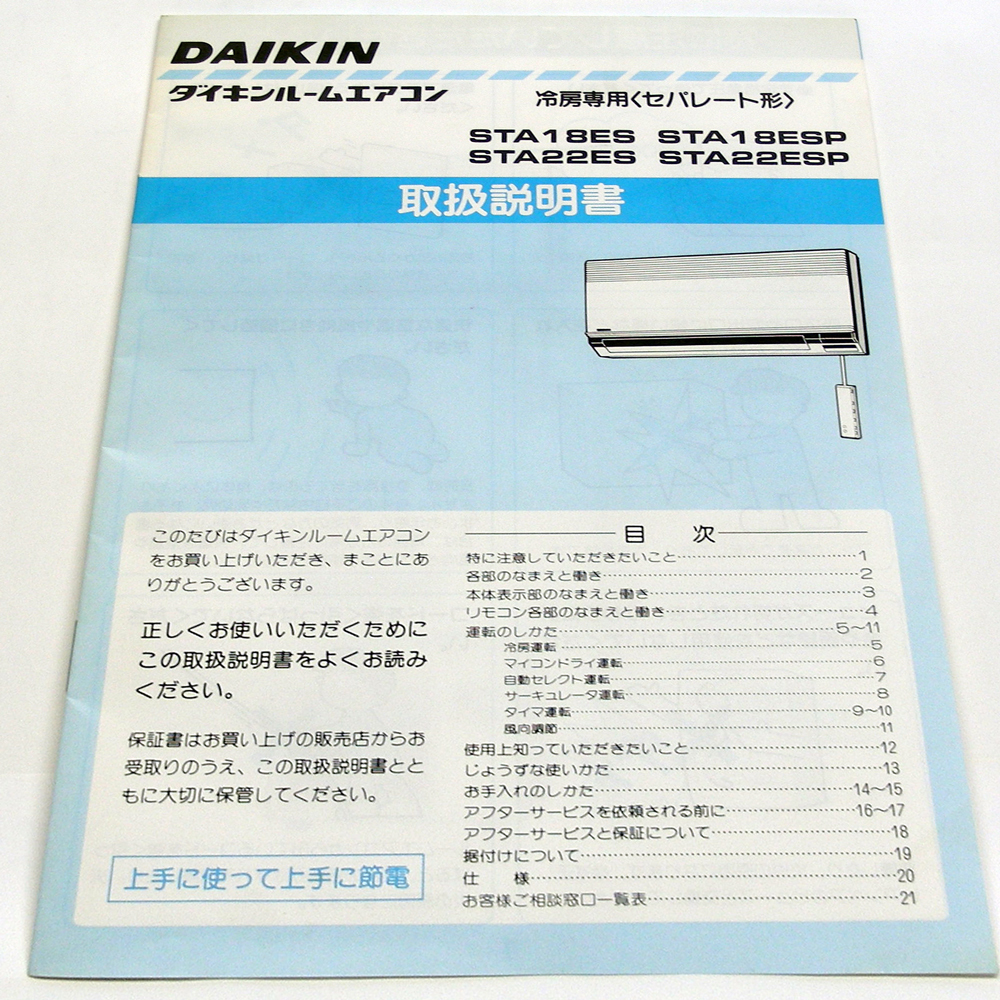 DAIKIN
ダイキンルームエアコン
冷房専用〈セパレート形〉
STA18ES STA18ESP
STA22ES STA22ESP
取扱説明書
このたびはダイキンルームエアコン
をお買い上げいただき、まことにあ
りがとうございます。
正しくお使いいただくために
この取扱説明書をよくお読み
ください。
保証書はお買い上げの販売店からお
受取りのうえ、この取扱説明書とと
もに大切に保管してください。
上手に使って上手に節電
目 次
特に注意していただきたいこと…1
各部のなまえと働き…2
本体表示部のなまえと働き…3
リモコン各部のなまえと働き…4
運転のしかた…5〜11
冷房運転…5
マイコンドライ運転…6
自動セレクト運転…7
サーキュレータ運転…8
タイマ運転…9〜10
風向調節…11
使用上知っていただきたいこと…12
じょうずな使いかた…13
お手入れのしかた…14〜15
アフターサービスを依頼される前に…16〜17
アフターサービスと保証について…18
据付けについて…19
仕 様…20
お客様ご相談窓口一覧表…21